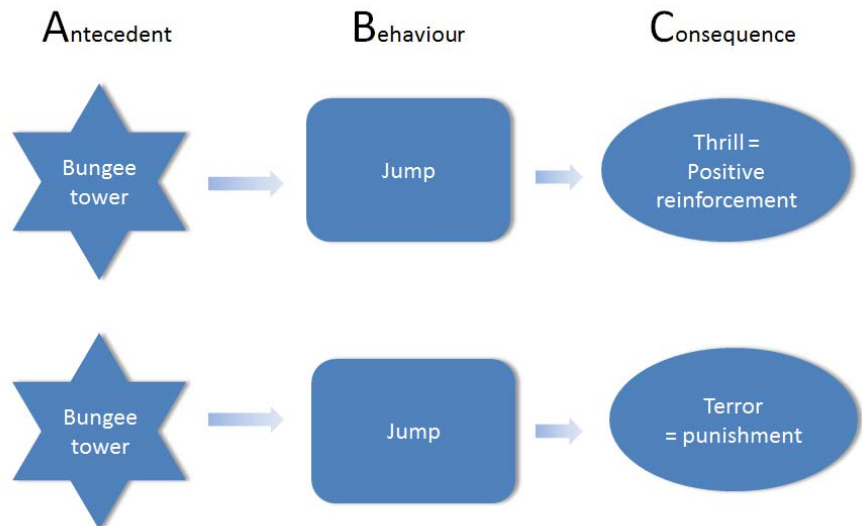 Antecedent
Behaviour
Consequence
Bungee
tower
Jump
Thrill =
Positive
reinforcement
Bungee
tower
Jump
Terror
= punishment